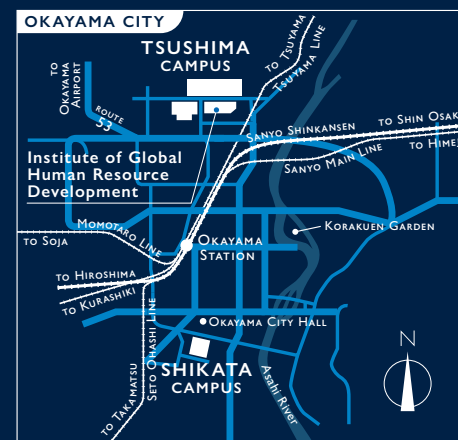 OKAYAMA CITY
TSUSHIMA
CAMPUS
TO TSUYAMA
TSUYAMA LINE
TO
OKAYAMA
AIRPORT
ROUTE
53
SANYO SHINKANSEN
TO SHIN OSAK
SANYO MAIN LINE
TO HIME
Institute of Global
Human Resource
Development
MOMOTARO LINE
TO SOJA
OKAYAMA
STATION
KORAKUEN GARDEN
TO HIROSHIMA
TO KURASHIKI
SETO OHASHI LINE
TO TAKAMATSU
OKAYAMA CITY HALL
SHIKATA
CAMPUS
Asahi River
N